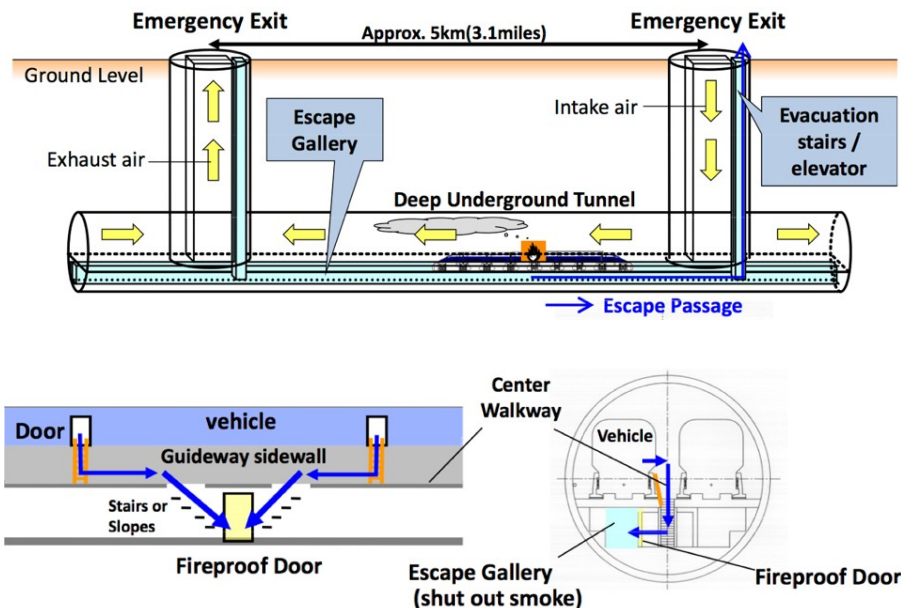 Emergency Exit
Emergency Exit
Approx. 5km(3.1miles)
Ground Level
Intake air
Escape
Gallery
Evacuation
stairs /
elevator
Exhaust air
Deep Underground Tunnel
Escape Passage
Center
Walkway
Door
vehicle
Vehicle
Guideway sidewall
Stairs or
Slopes
Fireproof Door
Escape Gallery
(shut out smoke)
Fireproof Door